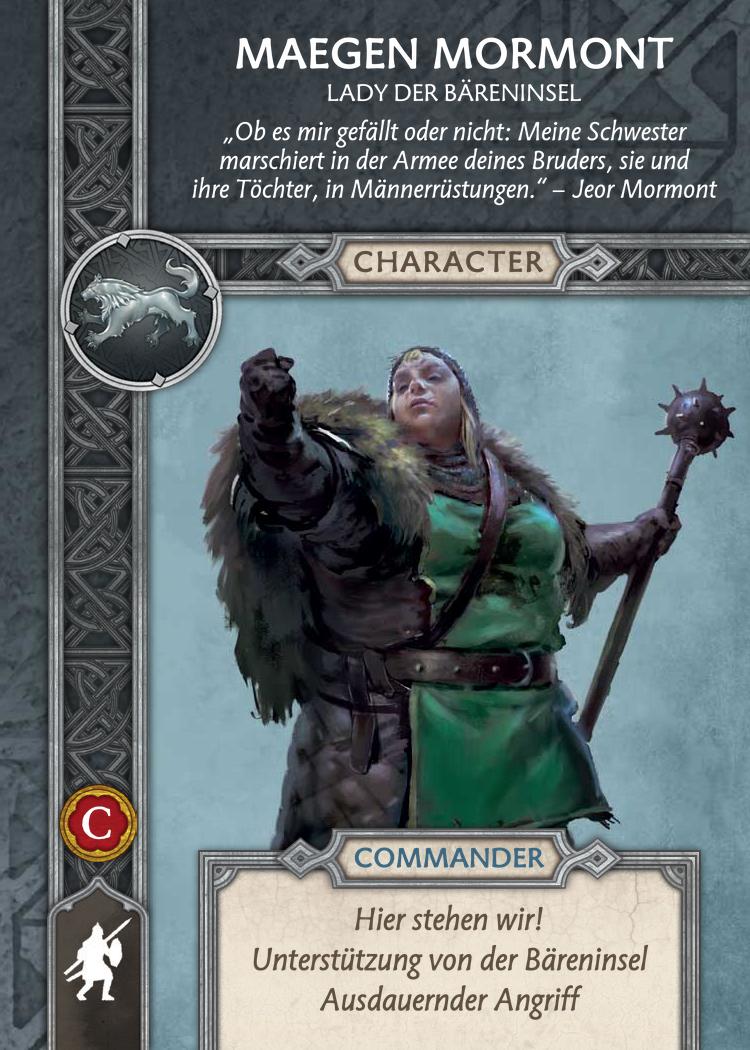 MAEGEN MORMONT
LADY DER BÄRENINSEL
„Ob es mir gefällt oder nicht: Meine Schwester
marschiert in der Armee deines Bruders, sie und
ihre Töchter, in Männerrüstungen.“ – Jeor Mormont
CHARACTER
C
COMMANDER
Hier stehen wir!
Unterstützung von der Bäreninsel
Ausdauernder Angriff